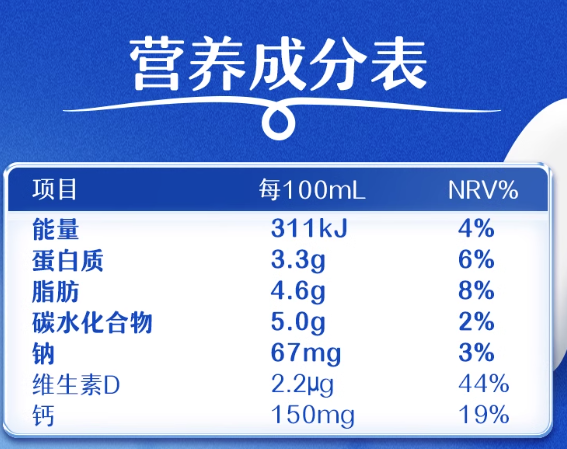 营养成分表
项目 每100mL NRV%
能量 311kJ 4%
蛋白质 3.3g 6%
脂肪 4.6g 8%
碳水化合物 5.0g 2%
钠 67mg 3%
维生素D 2.2μg 44%
钙 150mg 19%